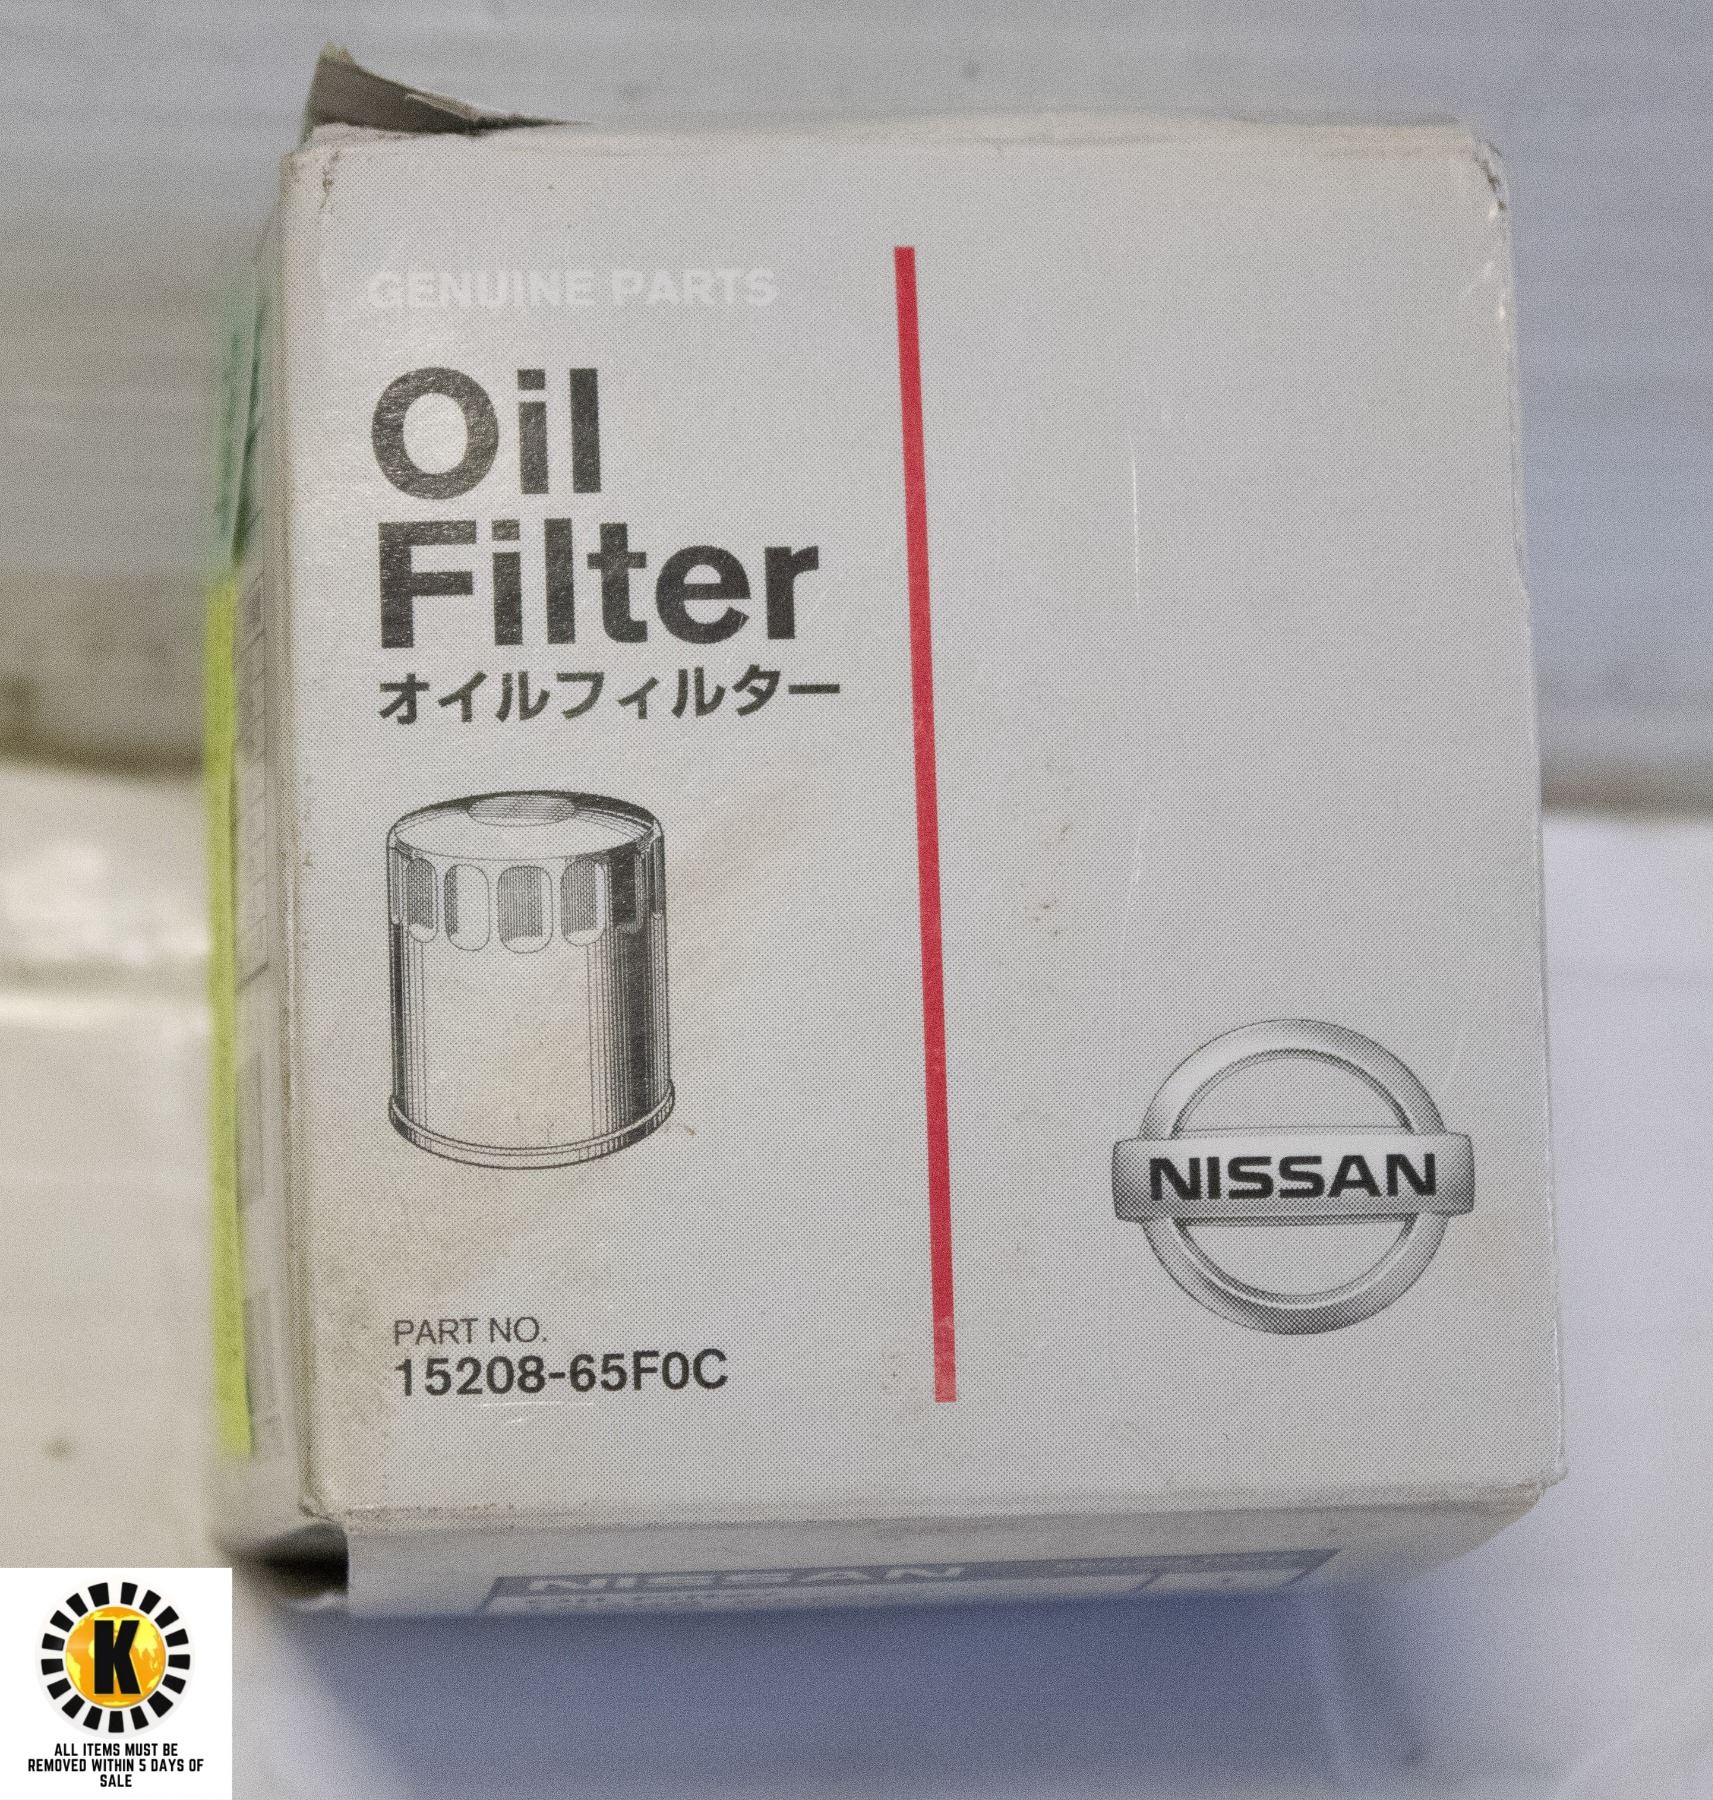 GENUINE PARTS
Oil
Filter
オイルフィルター
PART NO.
15208-65F0C
NISSAN
NISSAN
K
ALL ITEMS MUST BE
REMOVED WITHIN 5 DAYS OF
SALE